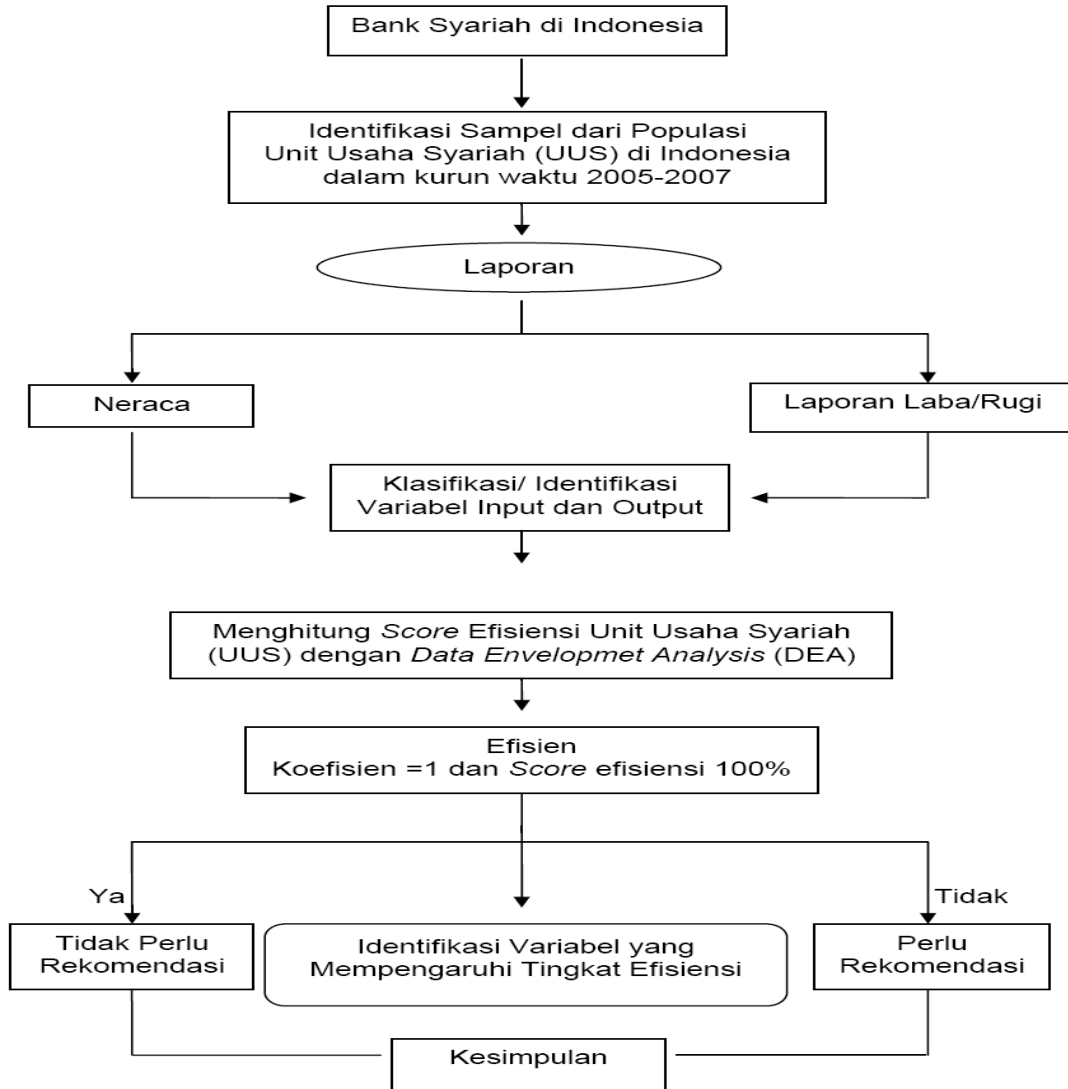 Bank Syariah di Indonesia
Identifikasi Sampel dari Populasi
Unit Usaha Syariah (UUS) di Indonesia
dalam kurun waktu 2005-2007
Laporan
Neraca
Laporan Laba/Rugi
Klasifikasi/ Identifikasi
Variabel Input dan Output
Menghitung Score Efisiensi Unit Usaha Syariah
(UUS) dengan Data Envelopmet Analysis (DEA)
Efisien
Koefisien =1 dan Score efisiensi 100%
Ya
Tidak
Tidak Perlu
Rekomendasi
Identifikasi Variabel yang
Mempengaruhi Tingkat Efisiensi
Perlu
Rekomendasi
Kesimpulan